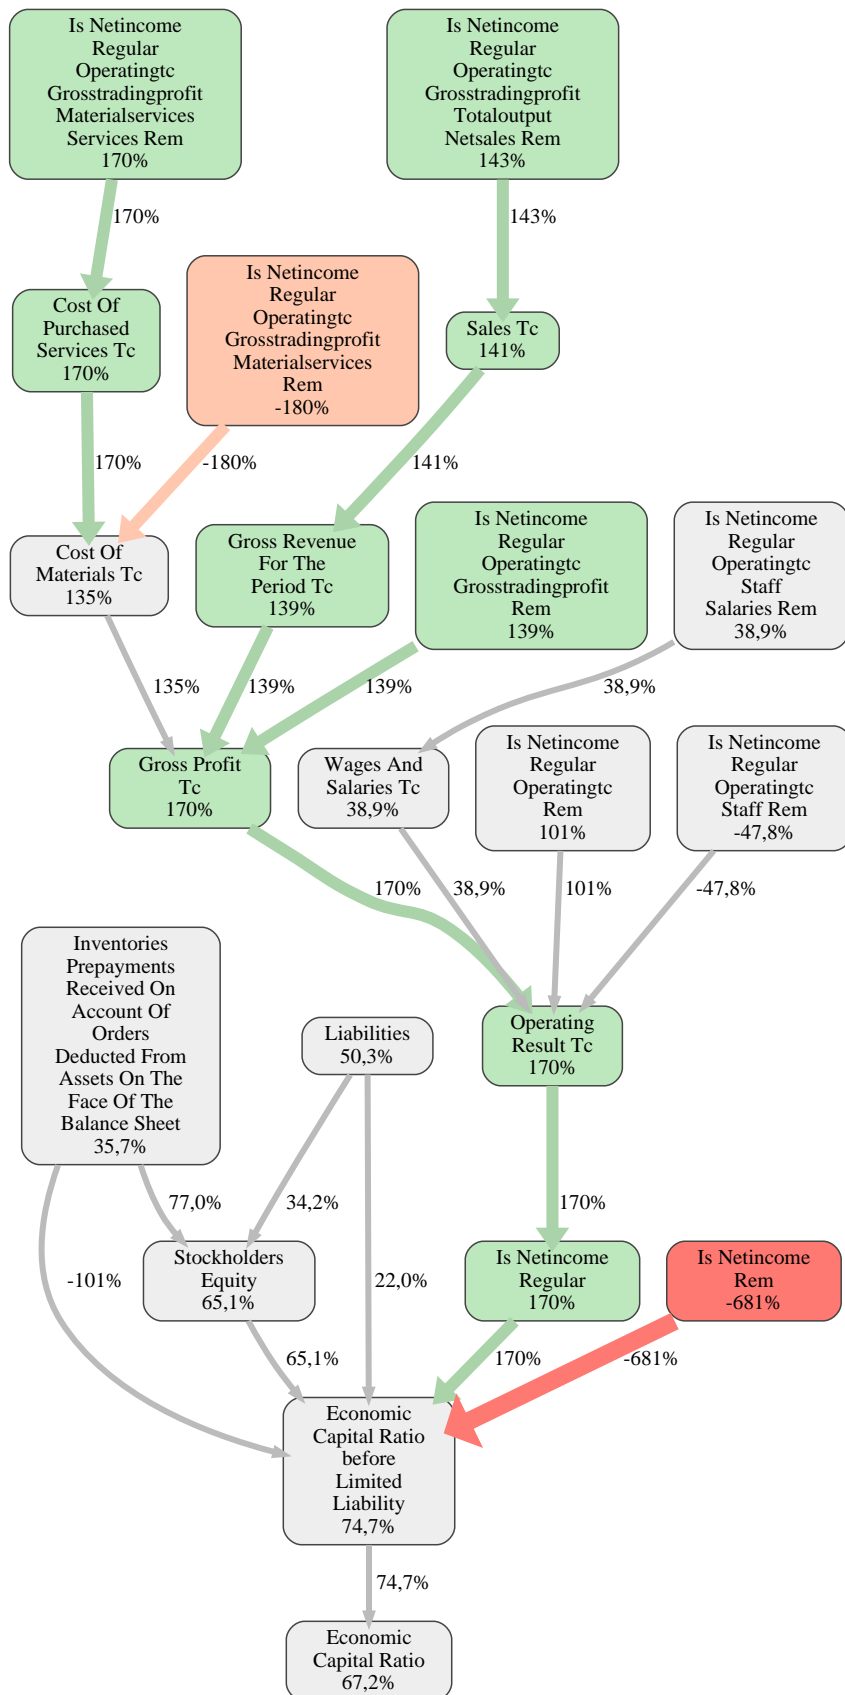 Is Netincome
Regular
Operatingtc
Grosstradingprofit
Materialservices
Services Rem
170%
Is Netincome
Regular
Operatingtc
Grosstradingprofit
Totaloutput
Netsales Rem
143%
170%
143%
Cost Of
Purchased
Services Tc
170%
Is Netincome
Regular
Operatingtc
Grosstradingprofit
Materialservices
Rem
-180%
Sales Tc
141%
170%
-180%
141%
Cost Of
Materials Tc
135%
Gross Revenue
For The
Period Tc
139%
Is Netincome
Regular
Operatingtc
Grosstradingprofit
Rem
139%
Is Netincome
Regular
Operatingtc
Staff
Salaries Rem
38,9%
135%
139%
139%
38,9%
Gross Profit
Tc
170%
Wages And
Salaries Tc
38,9%
Is Netincome
Regular
Operatingtc
Rem
101%
Is Netincome
Regular
Operatingtc
Staff Rem
-47,8%
170%
38,9%
101%
-47,8%
Inventories
Prepayments
Received On
Account Of
Orders
Deducted From
Assets On The
Face Of The
Balance Sheet
35,7%
Liabilities
50,3%
Operating
Result Tc
170%
77,0%
34,2%
170%
-101%
Stockholders
Equity
65,1%
22,0%
Is Netincome
Regular
170%
Is Netincome
Rem
-681%
65,1%
170%
-681%
Economic
Capital Ratio
before
Limited
Liability
74,7%
74,7%
Economic
Capital Ratio
67,2%